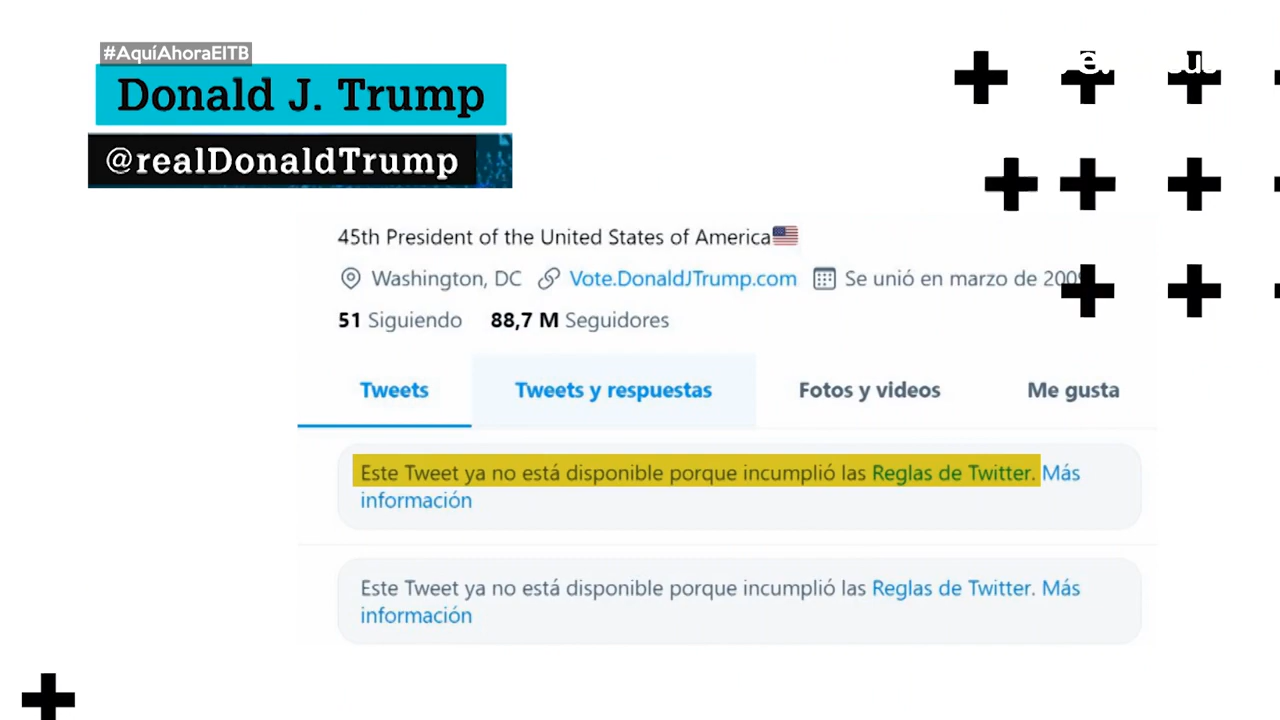 #AquíAhoraEITB
Donald J. Trump
@realDonaldTrump
45th President of the United States of America
Washington, DC Vote.DonaldJTrump.com Se unió en marzo de 2009
51 Siguiendo 88,7 M Seguidores
Tweets Tweets y respuestas Fotos y videos Me gusta
Este Tweet ya no está disponible porque incumplió las Reglas de Twitter. Más
información
Este Tweet ya no está disponible porque incumplió las Reglas de Twitter. Más
información